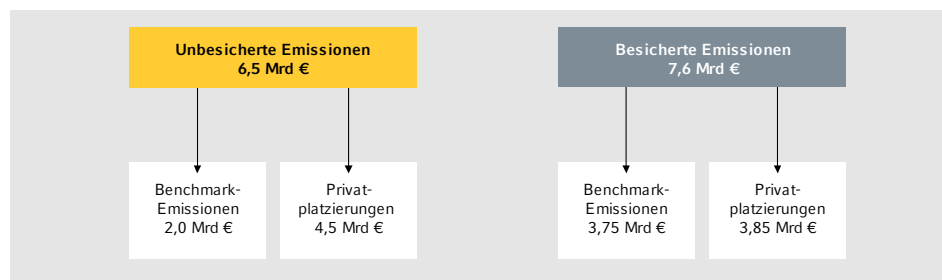 Unbesicherte Emissionen
6,5 Mrd €
Besicherte Emissionen
7,6 Mrd €
Benchmark-
Emissionen
2,0 Mrd €
Privat-
platzierungen
4,5 Mrd €
Benchmark-
Emissionen
3,75 Mrd €
Privat-
platzierungen
3,85 Mrd €